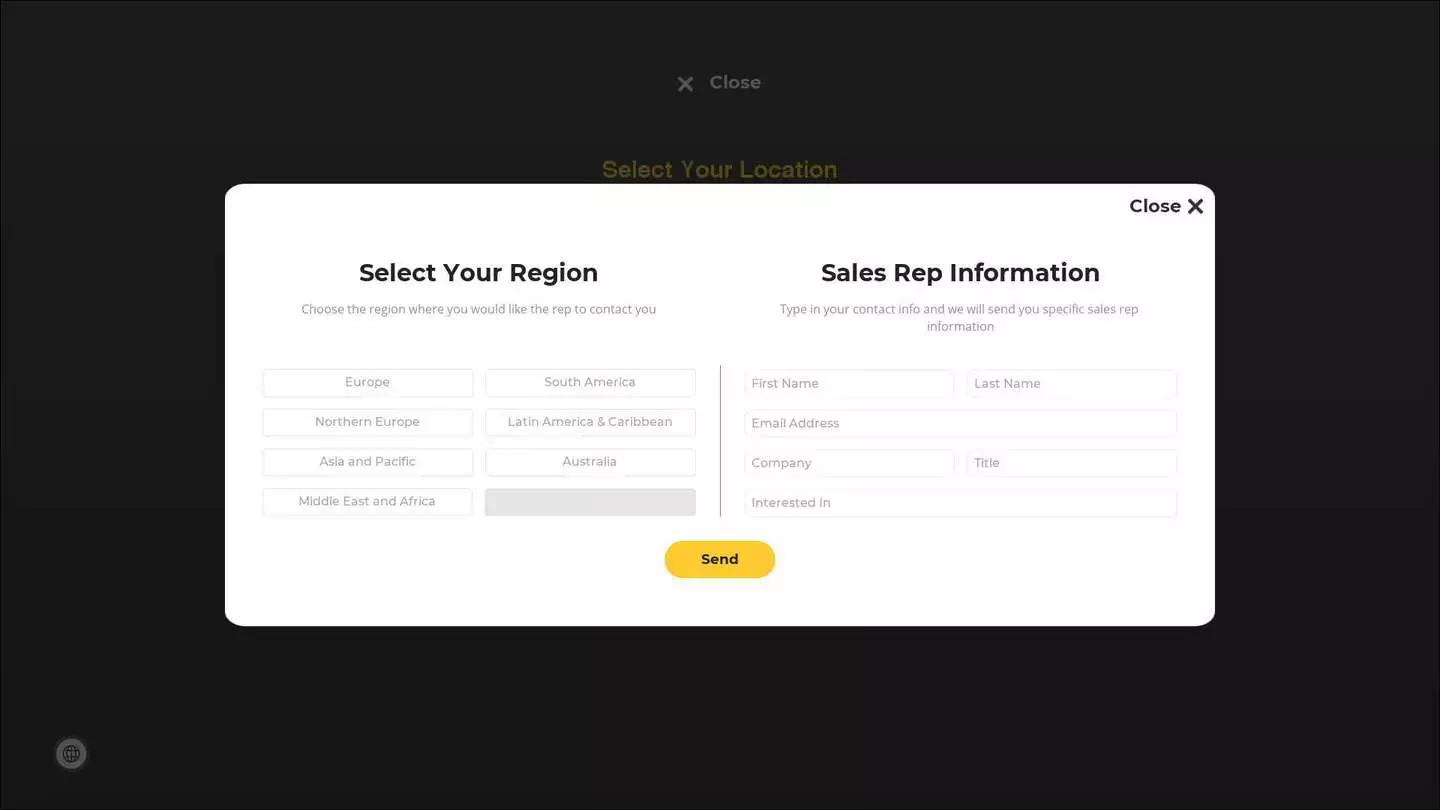 Close
Select Your Location
Close
Select Your Region
Choose the region where you would like the rep to contact you
Europe
South America
Northern Europe
Latin America & Caribbean
Asia and Pacific
Australia
Middle East and Africa
Sales Rep Information
Type in your contact info and we will send you specific sales rep
information
First Name
Last Name
Email Address
Company
Title
Interested In
Send